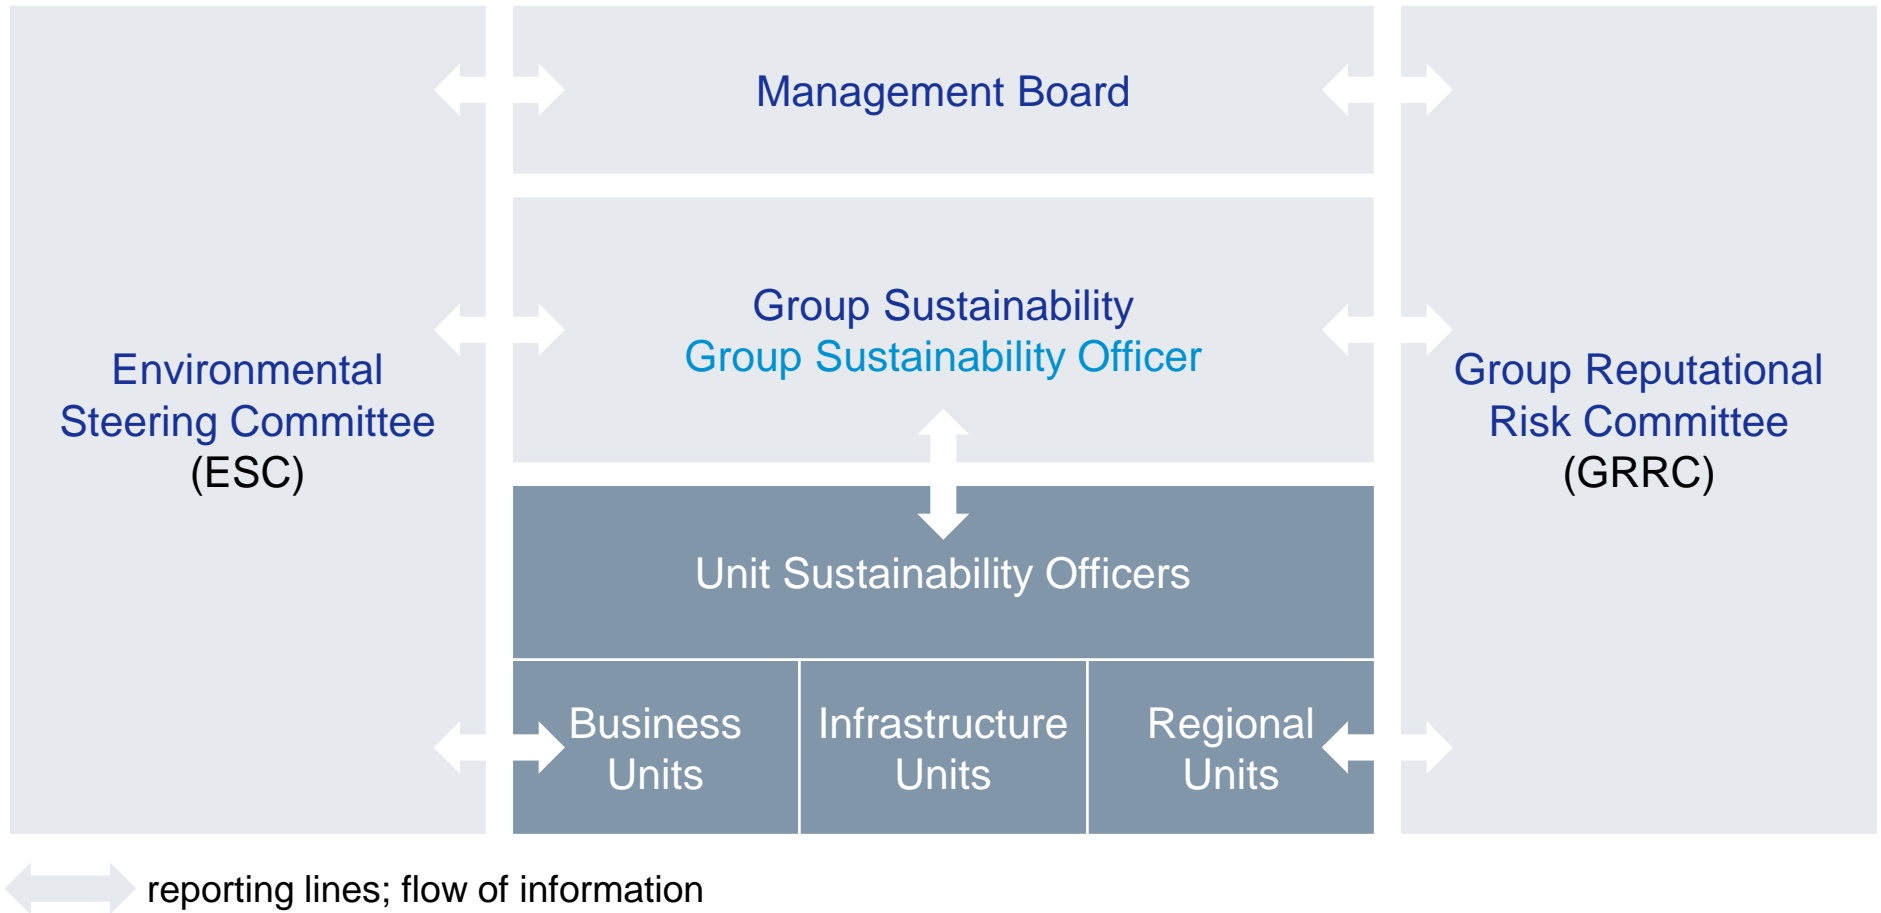 Management Board
Group Sustainability
Group Sustainability Officer
Environmental
Steering Committee
(ESC)
Group Reputational
Risk Committee
(GRRC)
Unit Sustainability Officers
Business
Units
Infrastructure
Units
Regional
Units
reporting lines; flow of information